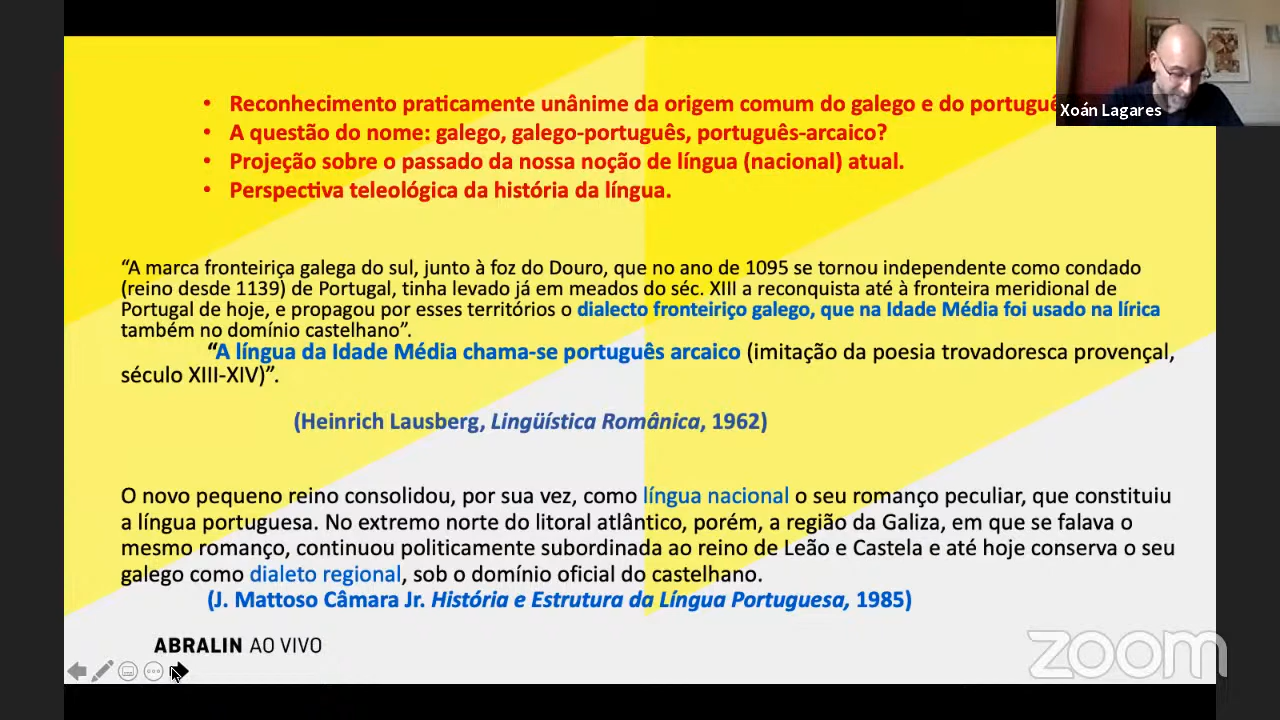 • Reconhecimento praticamente unânime da origem comum do galego e do portugu
Xoán Lagares
• A questão do nome: galego, galego-português, português-arcaico?
• Projeção sobre o passado da nossa noção de língua (nacional) atual.
• Perspectiva teleológica da história da língua.
“A marca fronteiriça galega do sul, junto à foz do Douro, que no ano de 1095 se tornou independente como condado
(reino desde 1139) de Portugal, tinha levado já em meados do séc. XIII a reconquista até à fronteira meridional de
Portugal de hoje, e propagou por esses territórios o dialecto fronteiriço galego, que na Idade Média foi usado na lírica
também no domínio castelhano”.
“A língua da Idade Média chama-se português arcaico (imitação da poesia trovadoresca provençal,
século XIII-XIV)”.
(Heinrich Lausberg, Lingüística Românica, 1962)
O novo pequeno reino consolidou, por sua vez, como língua nacional o seu romanço peculiar, que constituiu
a língua portuguesa. No extremo norte do litoral atlântico, porém, a região da Galiza, em que se falava o
mesmo romanço, continuou politicamente subordinada ao reino de Leão e Castela e até hoje conserva o seu
galego como dialeto regional, sob o domínio oficial do castelhano.
(J. Mattoso Câmara Jr. História e Estrutura da Língua Portuguesa, 1985)
ABRALIN AO VIVO
zoom